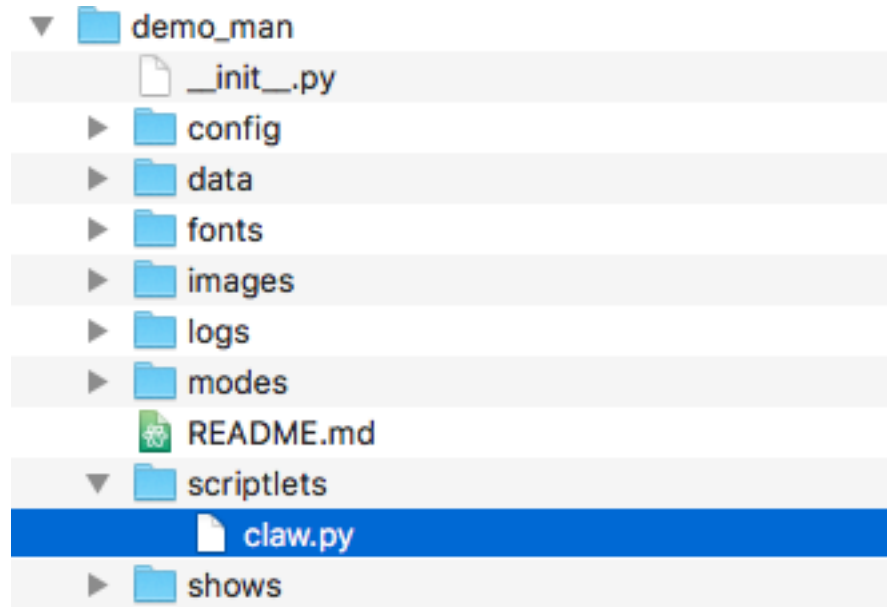 demo_man
__init__.py
config
data
fonts
images
logs
modes
README.md
scriptlets
claw.py
shows